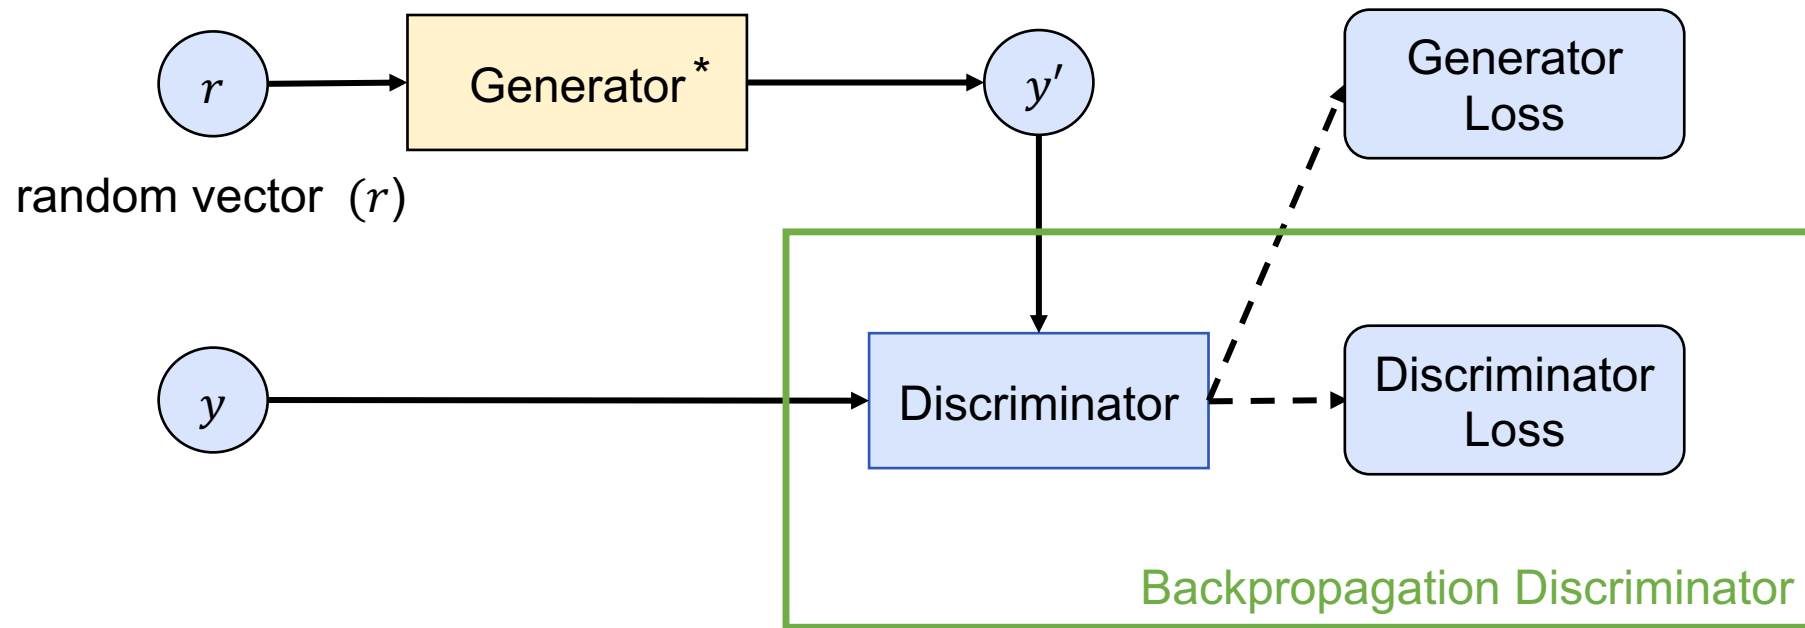 r
Generator*
y′
Generator
Loss
random vector (r)
y
Discriminator
Discriminator
Loss
Backpropagation Discriminator